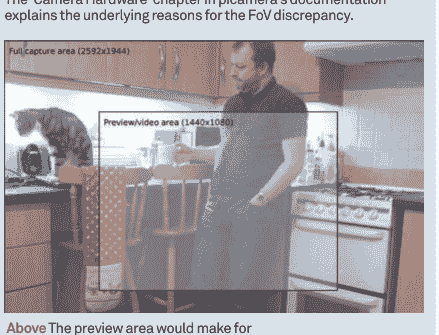 The 'Camera Hardware' chapter in picamera's documentation
explains the underlying reasons for the FoV discrepancy.
Full capture area (2592x1944)
Preview/video area (1440x1080)
Above The preview area would make for